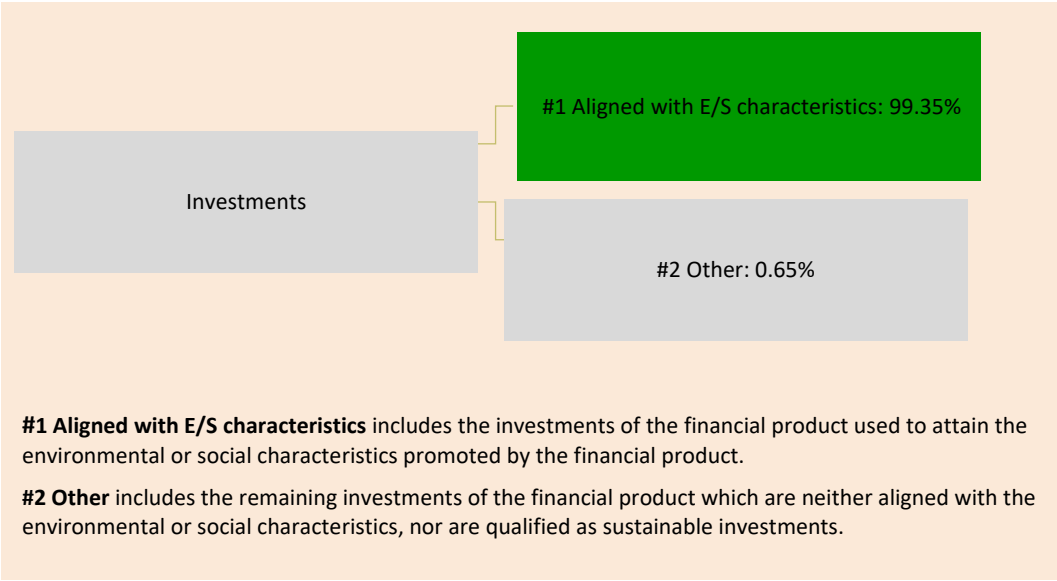 #1 Aligned with E/S characteristics: 99.35%
Investments
#2 Other: 0.65%
#1 Aligned with E/S characteristics includes the investments of the financial product used to attain the
environmental or social characteristics promoted by the financial product.
#2 Other includes the remaining investments of the financial product which are neither aligned with the
environmental or social characteristics, nor are qualified as sustainable investments.